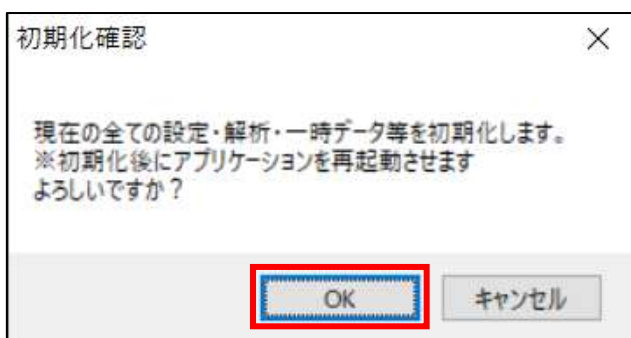 初期化確認
現在の全ての設定・解析・一時データ等を初期化します。
※初期化後にアプリケーションを再起動させます
よろしいですか？
OK
キャンセル